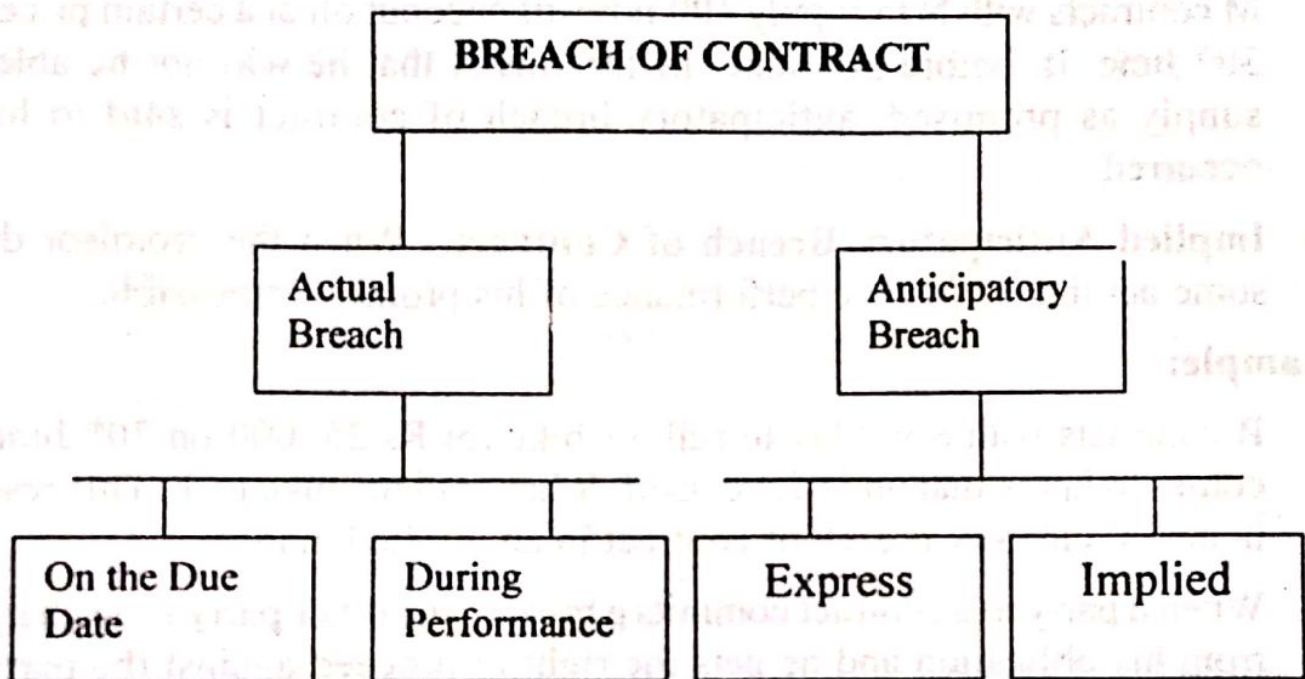 BREACH OF CONTRACT
Actual
Breach
Anticipatory
Breach
On the Due
Date
During
Performance
Express
Implied